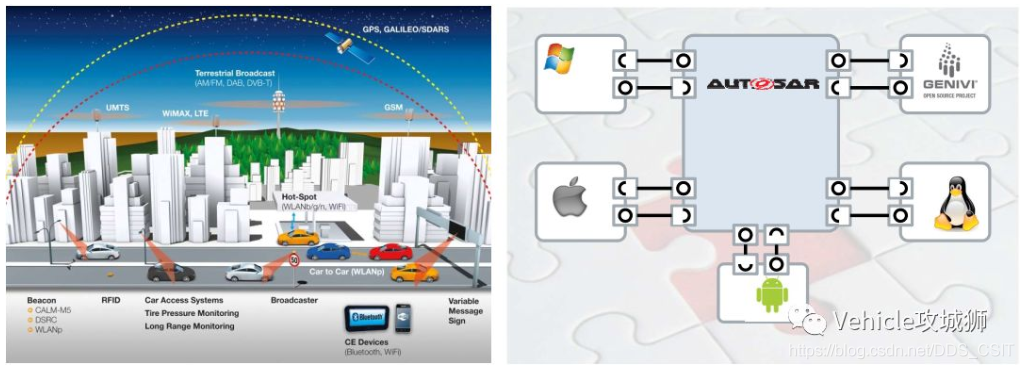 GPS, GALILEO/SDARS
Terrestrial Broadcast
(AM/FM, DAB, DVB-T)
UMTS
WiMAX, LTE
GSM
Hot-Spot
(WLANb/g/n, WiFi)
30
Car to Car (WLANp)
Beacon
CALM-M5
DSRC
WLANp
RFID
Car Access Systems
Tire Pressure Monitoring
Long Range Monitoring
Broadcaster
Bluetooth
CE Devices
(Bluetooth, WiFi)
Variable
Message
Sign
AUTOSAR
GENIVI
OPEN SOURCE PROJECT
Vehicle攻城狮
https://blog.csdn.net/DDS_CSIT